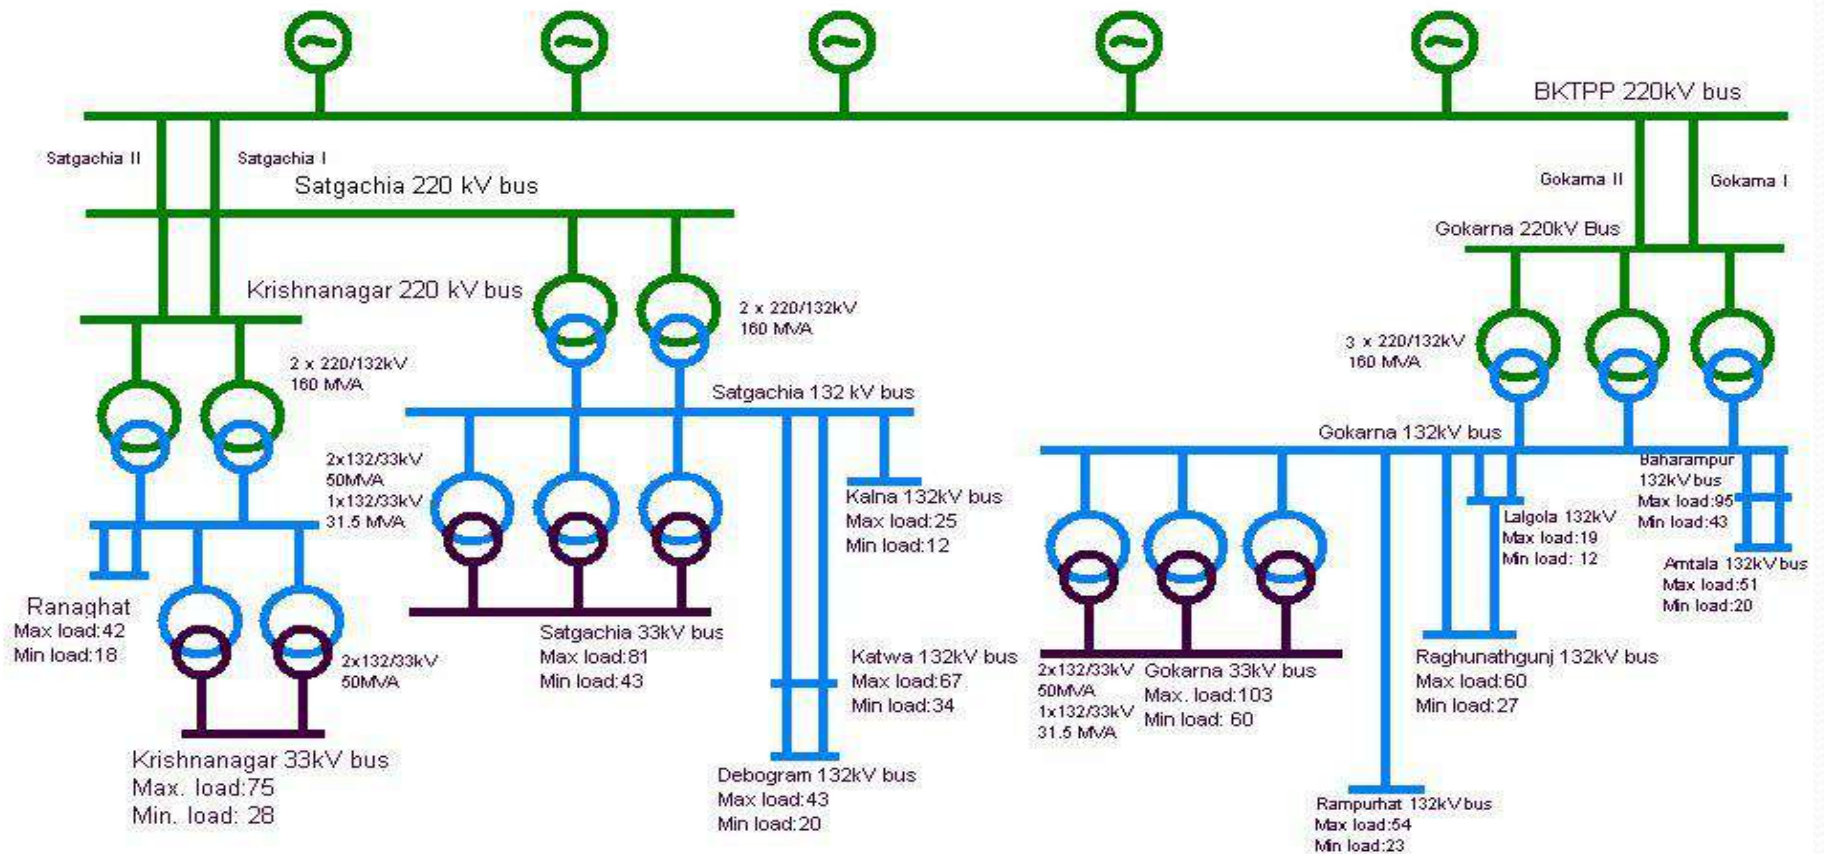 BKTPP 220kV bus
Satgachia II
Satgachia I
Satgachia 220 kV bus
Gokarna II
Gokarna I
Gokarna 220kV Bus
Krishnanagar 220 kV bus
2 x 220/132kV
160 MVA
2 x 220/132kV
160 MVA
3 x 220/132kV
160 MVA
Satgachia 132 kV bus
Gokarna 132kV bus
2x132/33kV
50MVA
1x132/33kV
31.5 MVA
Kalna 132kV bus
Max load:25
Min load:12
Baharampur
132kV bus
Max load:95
Min load:43
Lalgola 132kV
Max load:19
Min load: 12
Amtala 132kV bus
Max load:51
Min load:20
Ranaghat
Max load:42
Min load:18
2x132/33kV
50MVA
Satgachia 33kV bus
Max load:81
Min load:43
Katwa 132kV bus
Max load:67
Min load:34
2x132/33kV
50MVA
1x132/33kV
31.5 MVA
Gokarna 33kV bus
Max. load:103
Min load: 60
Raghunathgunj 132kV bus
Max load:60
Min load:27
Krishnanagar 33kV bus
Max. load:75
Min. load: 28
Debogram 132kV bus
Max load:43
Min load:20
Rampurhat 132kV bus
Max load:54
Min load:23